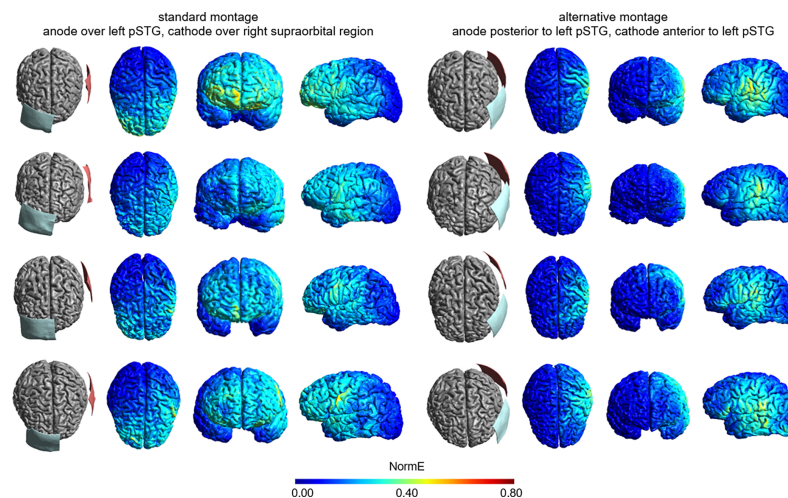 standard montage
anode over left pSTG, cathode over right supraorbital region
alternative montage
anode posterior to left pSTG, cathode anterior to left pSTG
NormE
0.00 0.40 0.80